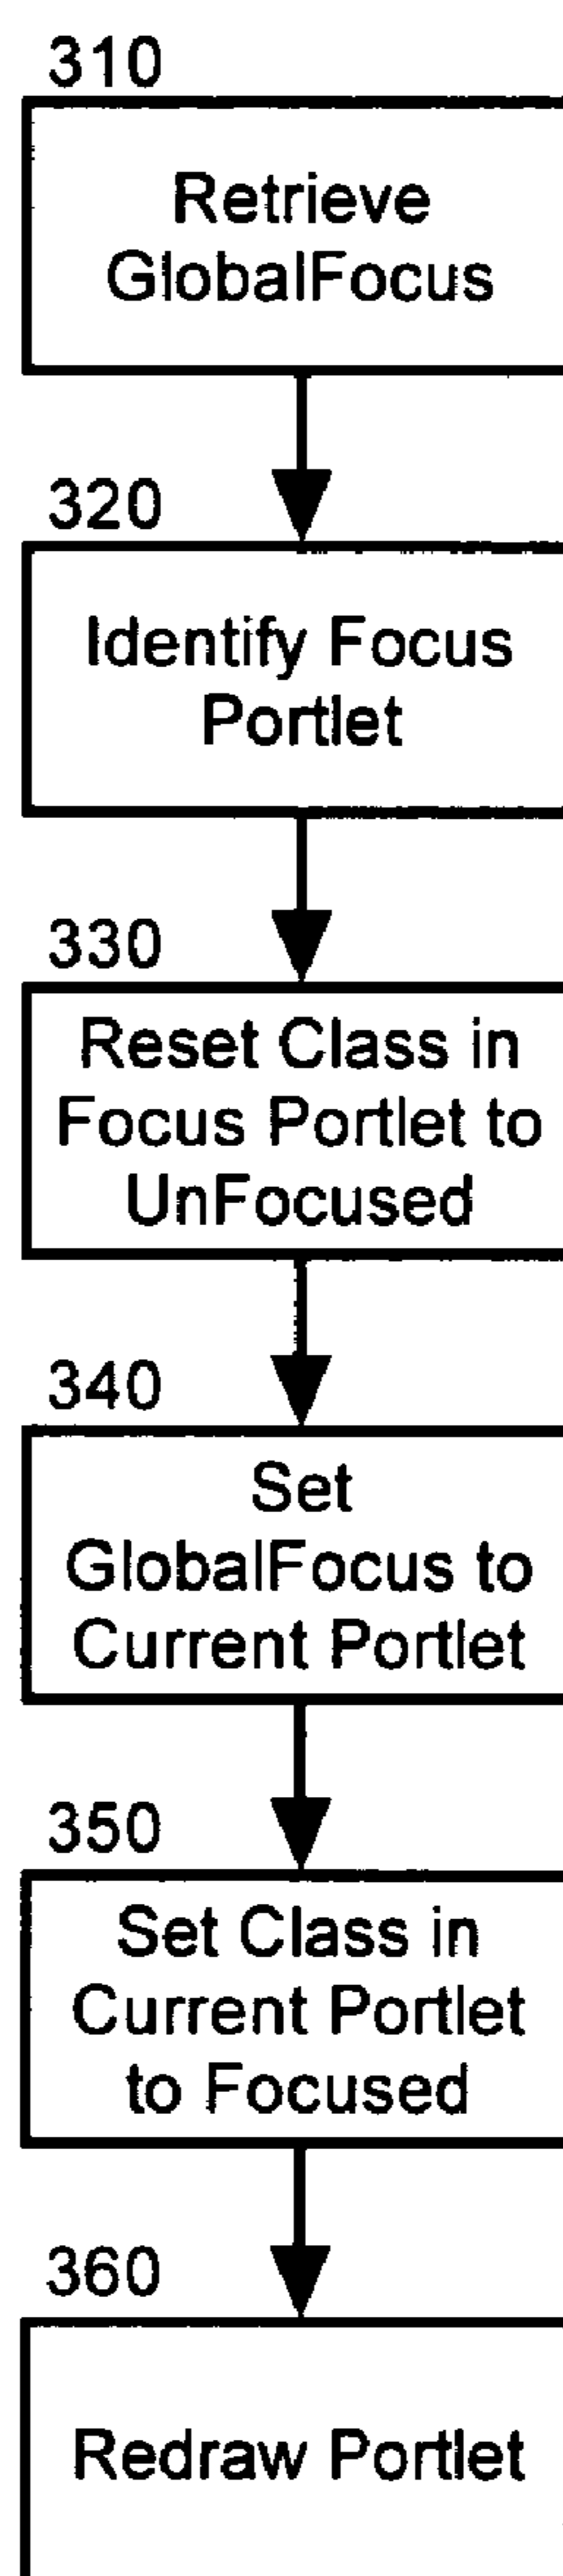 310
Retrieve
GlobalFocus
320
Identify Focus
Portlet
330
Reset Class in
Focus Portlet to
UnFocused
340
Set
GlobalFocus to
Current Portlet
350
Set Class in
Current Portlet
to Focused
360
Redraw Portlet